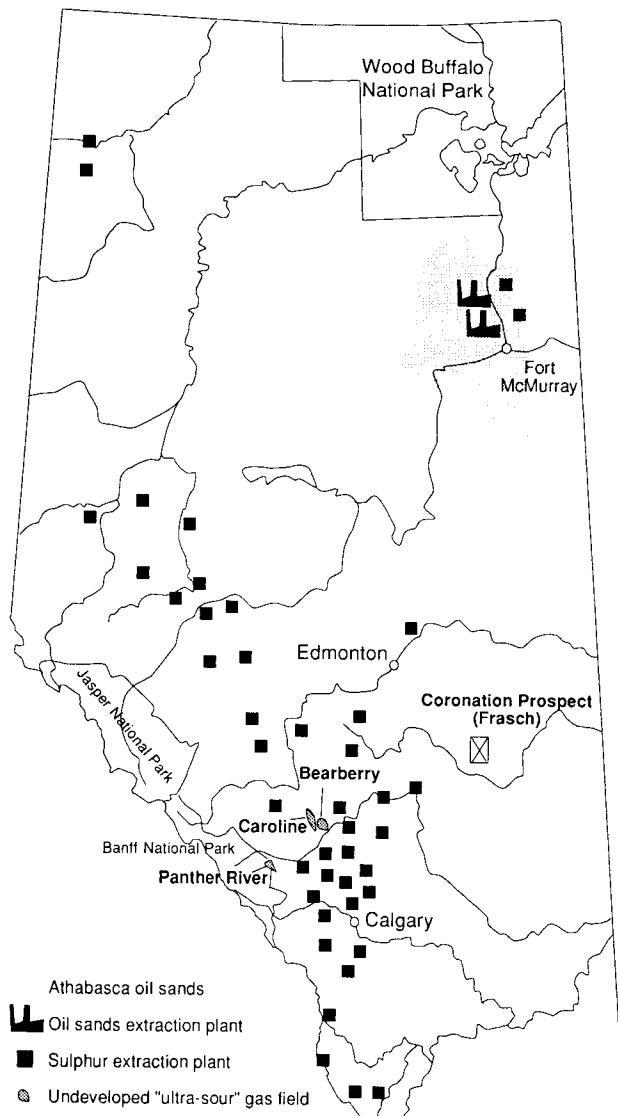 Wood Buffalo
National Park
Fort
McMurray
Edmonton
Coronation Prospect
(Frasch)
Jasper National Park
Bearberry
Caroline
Banff National Park
Panther River
Calgary
Athabasca oil sands
Oil sands extraction plant
Sulphur extraction plant
Undeveloped "ultra-sour" gas field